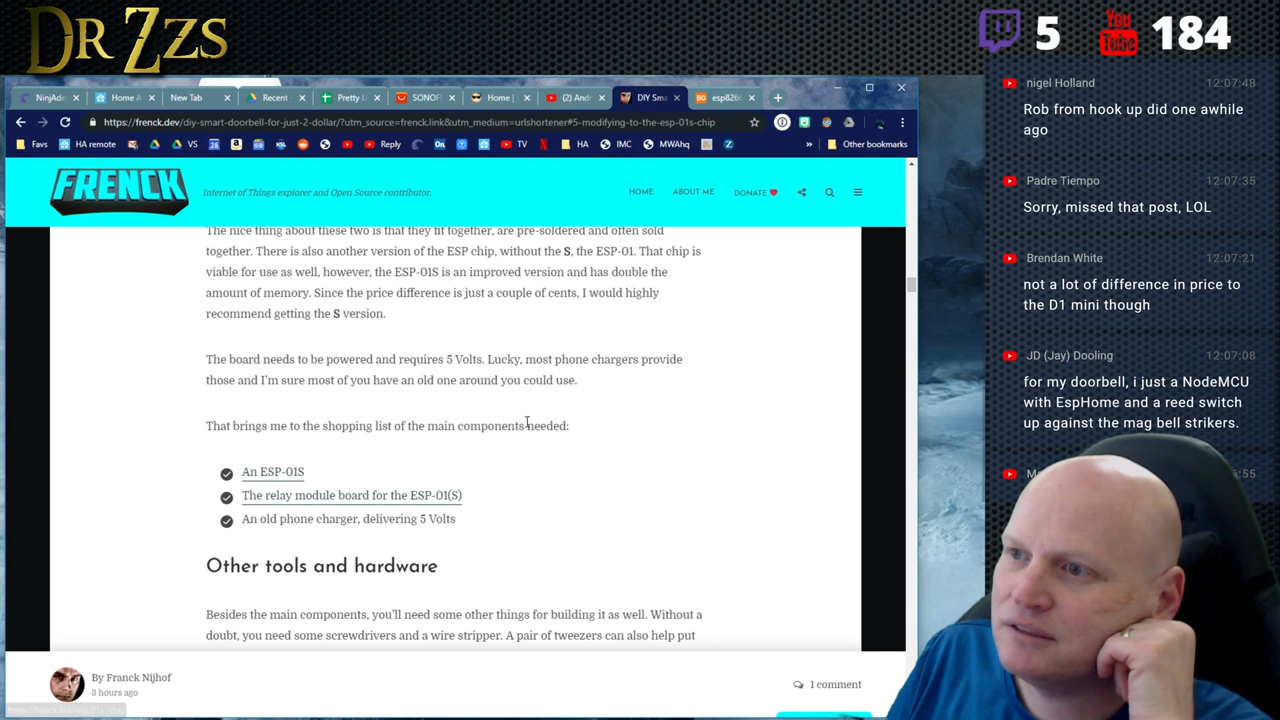 DR ZZS
5
You Tube
184
NinjAde
Home A
New Tab
Recent
Pretty L
SONOF
Home |
(2) And
DIY Sma
esp826
https://frenck.dev/diy-smart-doorbell-for-just-2-dollar/?utm_source=frenck.link&utm_medium=urlshortener#5-modifying-to-the-esp-01s-chip
Favs
HA remote
VS
Reply
TV
HA
IMC
MWAhq
Other bookmarks
FRENCK
Internet of Things explorer and Open Source contributor.
HOME
ABOUT ME
DONATE
The nice thing about these two is that they fit together, are pre-soldered and often sold
together. There is also another version of the ESP chip, without the S, the ESP-01. That chip is
viable for use as well, however, the ESP-01S is an improved version and has double the
amount of memory. Since the price difference is just a couple of cents, I would highly
recommend getting the S version.
The board needs to be powered and requires 5 Volts. Lucky, most phone chargers provide
those and I'm sure most of you have an old one around you could use.
That brings me to the shopping list of the main components needed:
An ESP-01S
The relay module board for the ESP-01(S)
An old phone charger, delivering 5 Volts
Other tools and hardware
Besides the main components, you'll need some other things for building it as well. Without a
doubt, you need some screwdrivers and a wire stripper. A pair of tweezers can also help put
By Franck Nijhof
3 hours ago
1 comment
nigel Holland
12:07:48
Rob from hook up did one awhile
ago
Padre Tiempo
12:07:35
Sorry, missed that post, LOL
Brendan White
12:07:21
not a lot of difference in price to
the D1 mini though
JD (Jay) Dooling
12:07:08
for my doorbell, i just a NodeMCU
with EspHome and a reed switch
up against the mag bell strikers.